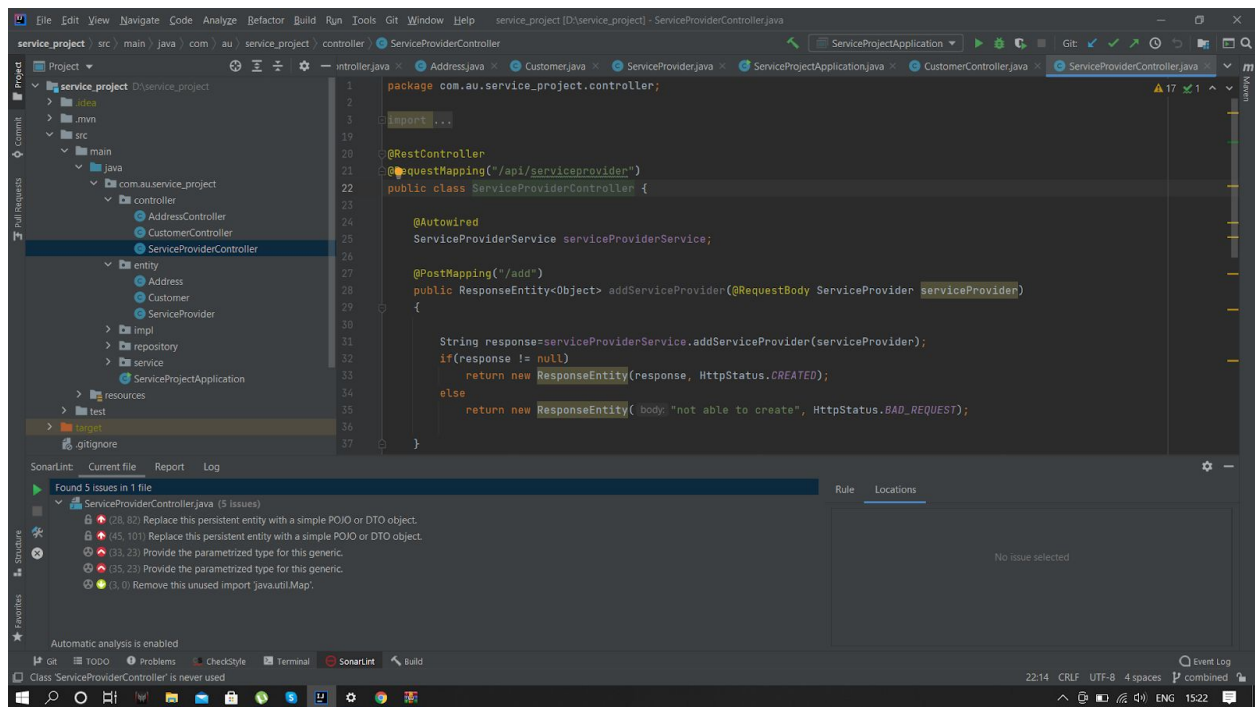 File Edit View Navigate Code Analyze Refactor Build Run Tools Git Window Help service_project [D:\service_project] - ServiceProviderController.java
service_project src main java com au service_project controller ServiceProviderController ServiceProjectApplication Git:
Project ntroller.java Address.java Customer.java ServiceProvider.java ServiceProjectApplication.java CustomerController.java ServiceProviderController.java
service_project D:\service_project
.idea
.mvn
src
main
java
com.au.service_project
controller
AddressController
CustomerController
ServiceProviderController
entity
Address
Customer
ServiceProvider
impl
repository
service
ServiceProjectApplication
resources
test
target
.gitignore
Project
Commit
Pull Requests
Structure
Favorites
m
Maven
17 1
1 package com.au.service_project.controller;
2
3 import ...
19
20 @RestController
21 @RequestMapping("/api/serviceprovider")
22 public class ServiceProviderController {
23
24 @Autowired
25 ServiceProviderService serviceProviderService;
26
27 @PostMapping("/add")
28 public ResponseEntity<Object> addServiceProvider(@RequestBody ServiceProvider serviceProvider)
29 {
30
31 String response=serviceProviderService.addServiceProvider(serviceProvider);
32 if(response != null)
33 return new ResponseEntity(response, HttpStatus.CREATED);
34 else
35 return new ResponseEntity( body: "not able to create", HttpStatus.BAD_REQUEST);
36
37 }
SonarLint: Current file Report Log
Found 5 issues in 1 file
ServiceProviderController.java (5 issues)
(28, 82) Replace this persistent entity with a simple POJO or DTO object.
(45, 101) Replace this persistent entity with a simple POJO or DTO object.
(33, 23) Provide the parametrized type for this generic.
(35, 23) Provide the parametrized type for this generic.
(3, 0) Remove this unused import 'java.util.Map'.
Automatic analysis is enabled
Rule Locations
No issue selected
Git TODO Problems CheckStyle Terminal SonarLint Build Event Log
Class 'ServiceProviderController' is never used 22:14 CRLF UTF-8 4 spaces combined
ENG 15:22